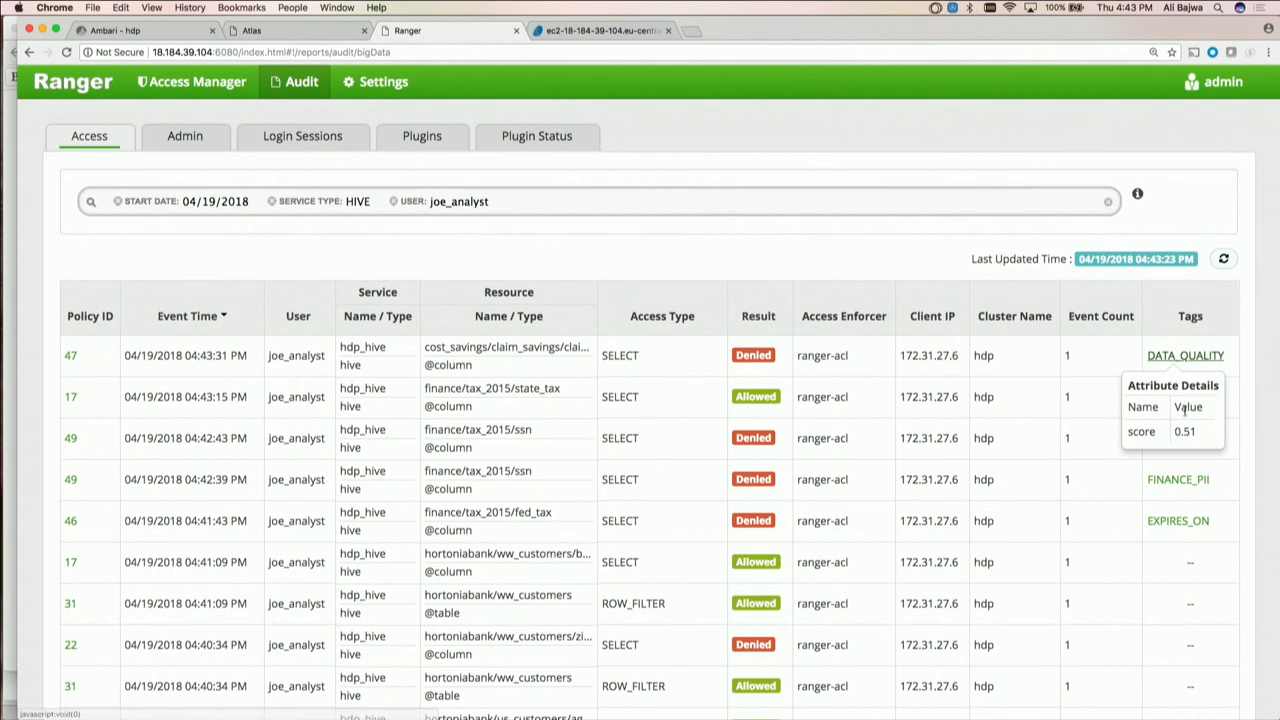 Chrome File Edit View History Bookmarks People Window Help 100% Thu 4:43 PM Ali Bajwa
Ambari - hdp Atlas Ranger ec2-18-184-39-104.eu-centr
Not Secure 18.184.39.104:6080/index.html#!/reports/audit/bigData
Ranger Access Manager Audit Settings admin
Access Admin Login Sessions Plugins Plugin Status
START DATE: 04/19/2018 SERVICE TYPE: HIVE USER: joe_analyst
Last Updated Time : 04/19/2018 04:43:23 PM
Service Resource
Policy ID Event Time User Name / Type Name / Type Access Type Result Access Enforcer Client IP Cluster Name Event Count Tags
47 04/19/2018 04:43:31 PM joe_analyst hdp_hive cost_savings/claim_savings/clai... SELECT Denied ranger-acl 172.31.27.6 hdp 1 DATA_QUALITY
hive @column
Attribute Details
Name Value
score 0.51
17 04/19/2018 04:43:15 PM joe_analyst hdp_hive finance/tax_2015/state_tax SELECT Allowed ranger-acl 172.31.27.6 hdp 1
hive @column
49 04/19/2018 04:42:43 PM joe_analyst hdp_hive finance/tax_2015/ssn SELECT Denied ranger-acl 172.31.27.6 hdp 1
hive @column
49 04/19/2018 04:42:39 PM joe_analyst hdp_hive finance/tax_2015/ssn SELECT Denied ranger-acl 172.31.27.6 hdp 1 FINANCE_PII
hive @column
46 04/19/2018 04:41:43 PM joe_analyst hdp_hive finance/tax_2015/fed_tax SELECT Denied ranger-acl 172.31.27.6 hdp 1 EXPIRES_ON
hive @column
17 04/19/2018 04:41:09 PM joe_analyst hdp_hive hortoniabank/ww_customers/b... SELECT Allowed ranger-acl 172.31.27.6 hdp 1 --
hive @column
31 04/19/2018 04:41:09 PM joe_analyst hdp_hive hortoniabank/ww_customers ROW_FILTER Allowed ranger-acl 172.31.27.6 hdp 1 --
hive @table
22 04/19/2018 04:40:34 PM joe_analyst hdp_hive hortoniabank/ww_customers/zi... SELECT Denied ranger-acl 172.31.27.6 hdp 1 --
hive @column
31 04/19/2018 04:40:34 PM joe_analyst hdp_hive hortoniabank/ww_customers ROW_FILTER Allowed ranger-acl 172.31.27.6 hdp 1 --
hive @table
javascript:void(0) hdp_hive hortoniabank/us_customers/ag...